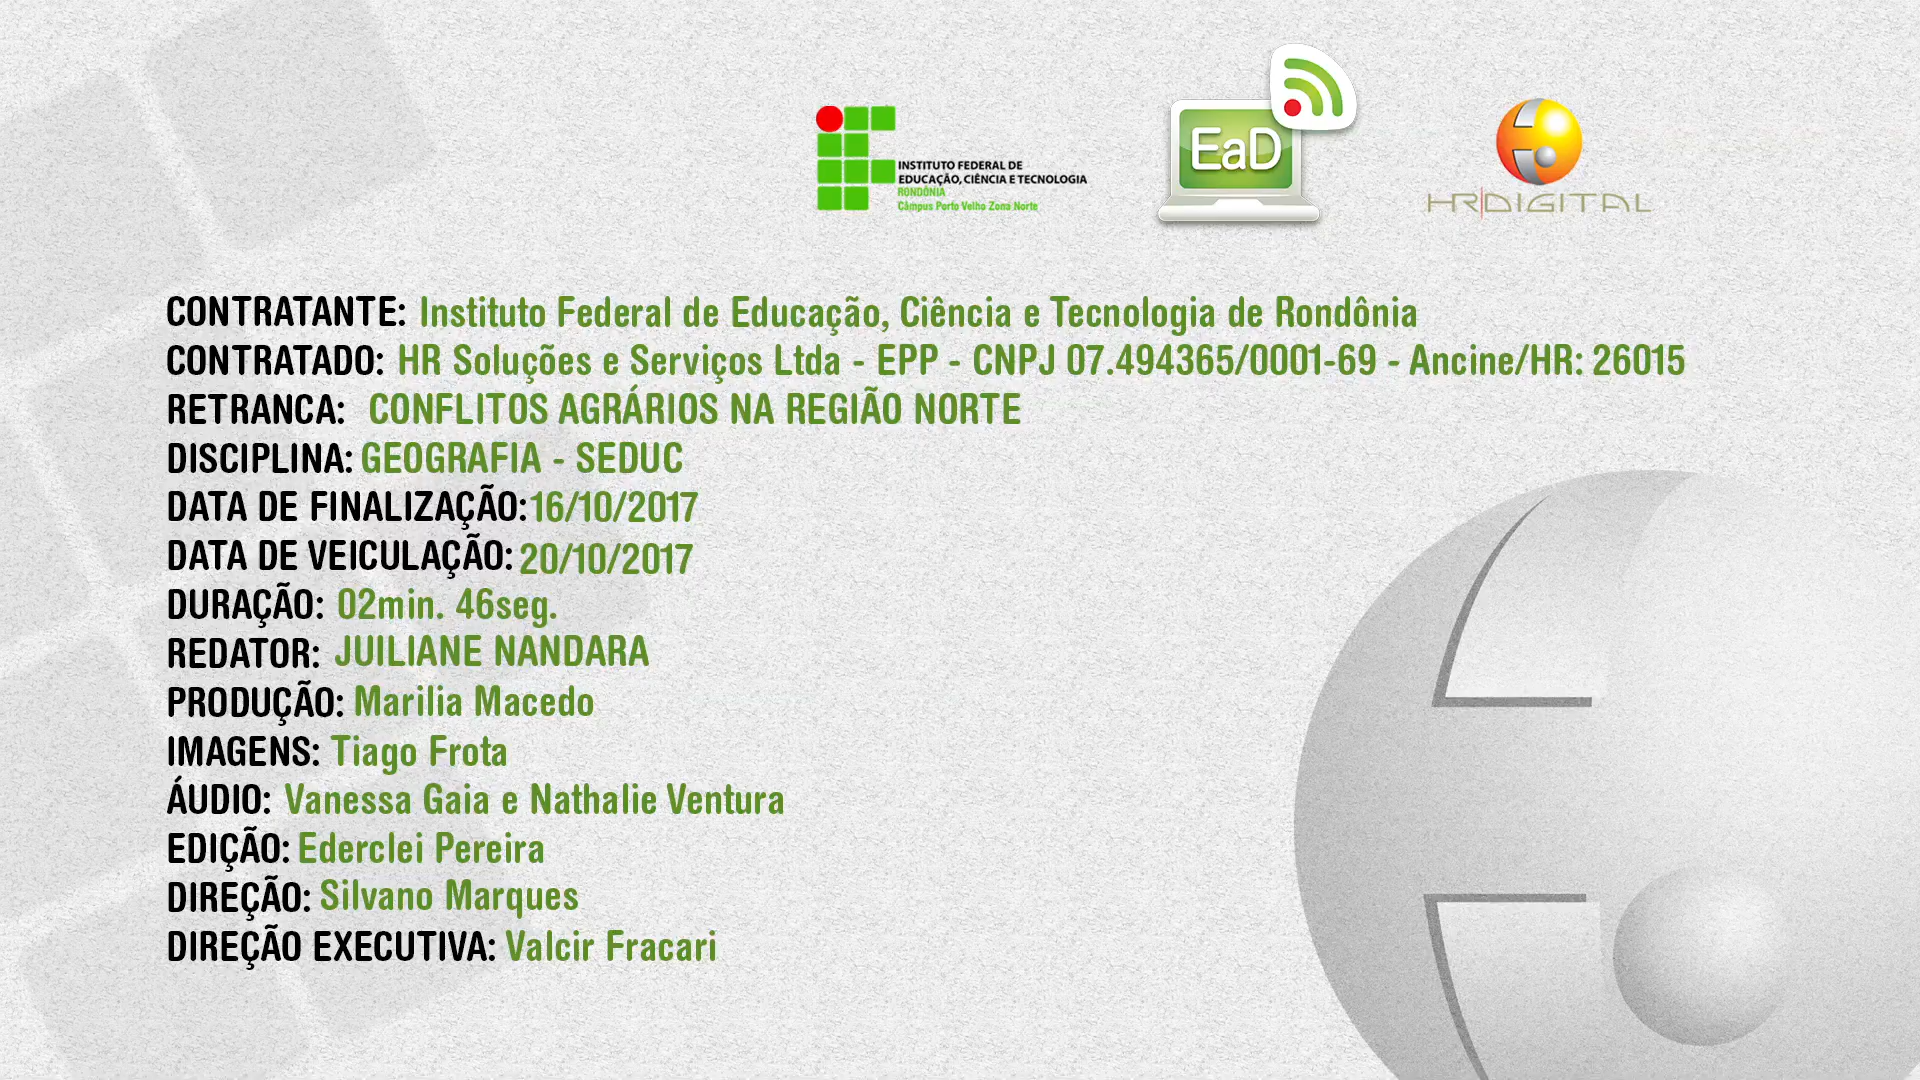 INSTITUTO FEDERAL DE
EDUCAÇÃO, CIÊNCIA E TECNOLOGIA
RONDÔNIA
Câmpus Porto Velho Zona Norte
EaD
HR|DIGITAL
CONTRATANTE: Instituto Federal de Educação, Ciência e Tecnologia de Rondônia
CONTRATADO: HR Soluções e Serviços Ltda - EPP - CNPJ 07.494365/0001-69 - Ancine/HR: 26015
RETRANCA: CONFLITOS AGRÁRIOS NA REGIÃO NORTE
DISCIPLINA: GEOGRAFIA - SEDUC
DATA DE FINALIZAÇÃO: 16/10/2017
DATA DE VEICULAÇÃO: 20/10/2017
DURAÇÃO: 02min. 46seg.
REDATOR: JUILIANE NANDARA
PRODUÇÃO: Marilia Macedo
IMAGENS: Tiago Frota
ÁUDIO: Vanessa Gaia e Nathalie Ventura
EDIÇÃO: Ederclei Pereira
DIREÇÃO: Silvano Marques
DIREÇÃO EXECUTIVA: Valcir Fracari